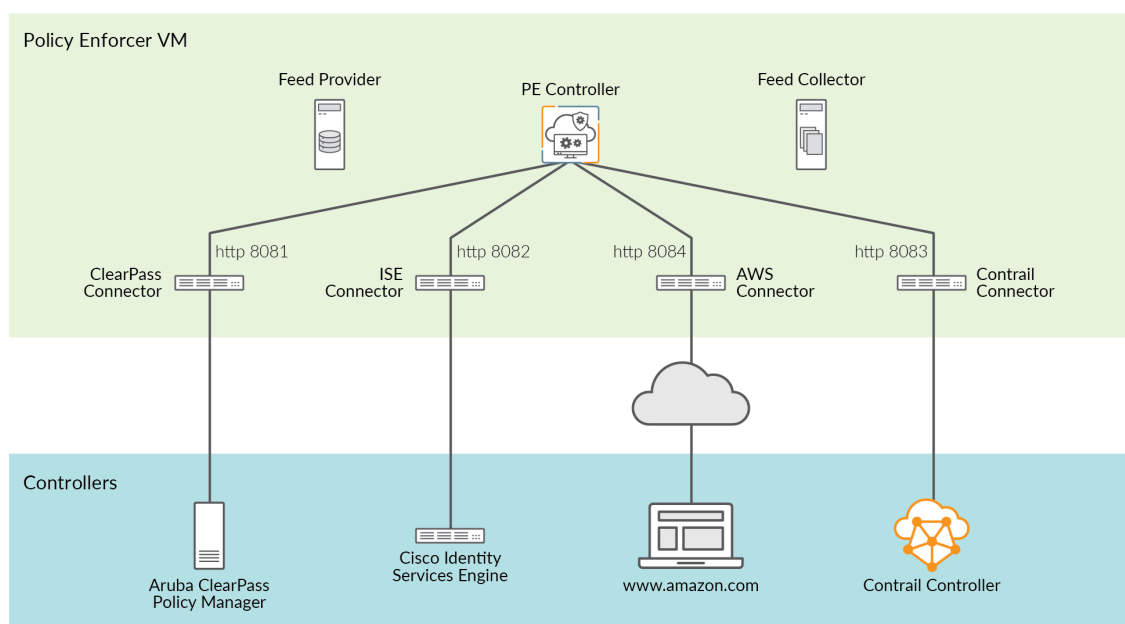 Policy Enforcer VM
Feed Provider
PE Controller
Feed Collector
http 8081
http 8082
http 8084
http 8083
ClearPass
Connector
ISE
Connector
AWS
Connector
Contrail
Connector
Controllers
Aruba ClearPass
Policy Manager
Cisco Identity
Services Engine
www.amazon.com
Contrail Controller